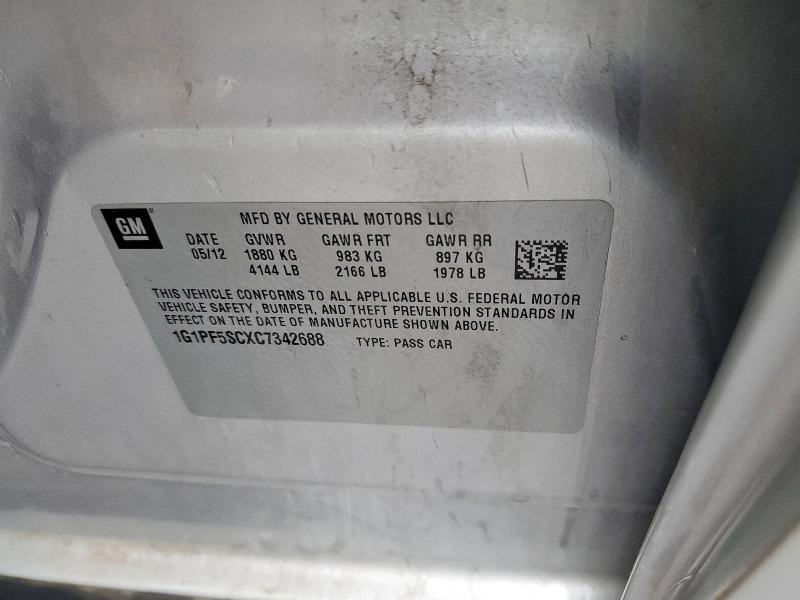 GM
MFD BY GENERAL MOTORS LLC
DATE GVWR GAWR FRT GAWR RR
05/12 1880 KG 983 KG 897 KG
4144 LB 2166 LB 1978 LB
THIS VEHICLE CONFORMS TO ALL APPLICABLE U.S. FEDERAL MOTOR
VEHICLE SAFETY, BUMPER, AND THEFT PREVENTION STANDARDS IN
EFFECT ON THE DATE OF MANUFACTURE SHOWN ABOVE.
1G1PF5SCXC7342688 TYPE: PASS CAR